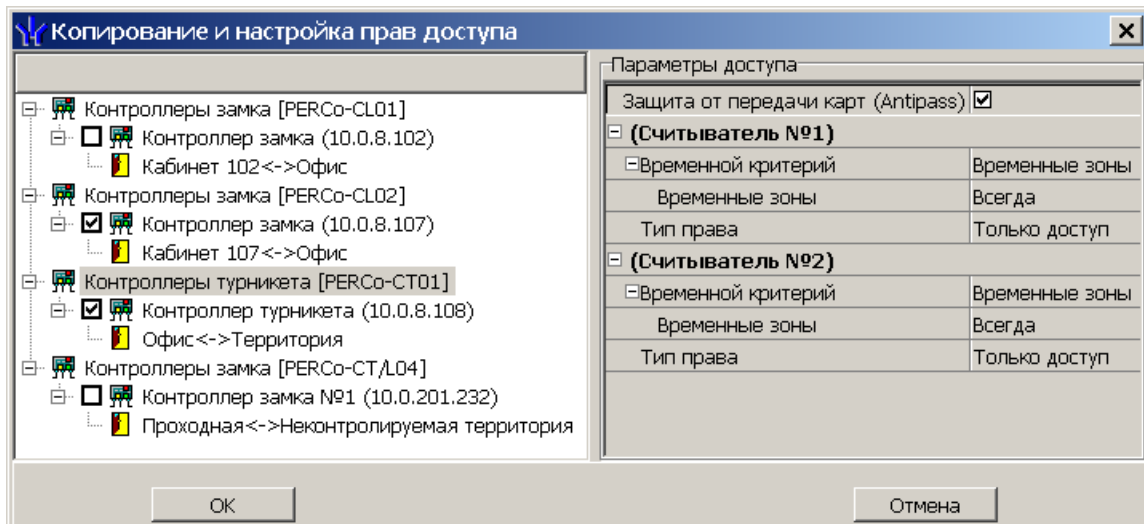 Копирование и настройка прав доступа
Контроллеры замка [PERCo-CL01]
Контроллер замка (10.0.8.102)
Кабинет 102<->Офис
Контроллеры замка [PERCo-CL02]
Контроллер замка (10.0.8.107)
Кабинет 107<->Офис
Контроллеры турникета [PERCo-CT01]
Контроллер турникета (10.0.8.108)
Офис<->Территория
Контроллеры замка [PERCo-CT/L04]
Контроллер замка №1 (10.0.201.232)
Проходная<->Неконтролируемая территория
Параметры доступа
Защита от передачи карт (Antipass)
(Считыватель №1)
Временной критерий Временные зоны
Временные зоны Всегда
Тип права Только доступ
(Считыватель №2)
Временной критерий Временные зоны
Временные зоны Всегда
Тип права Только доступ
OK Отмена